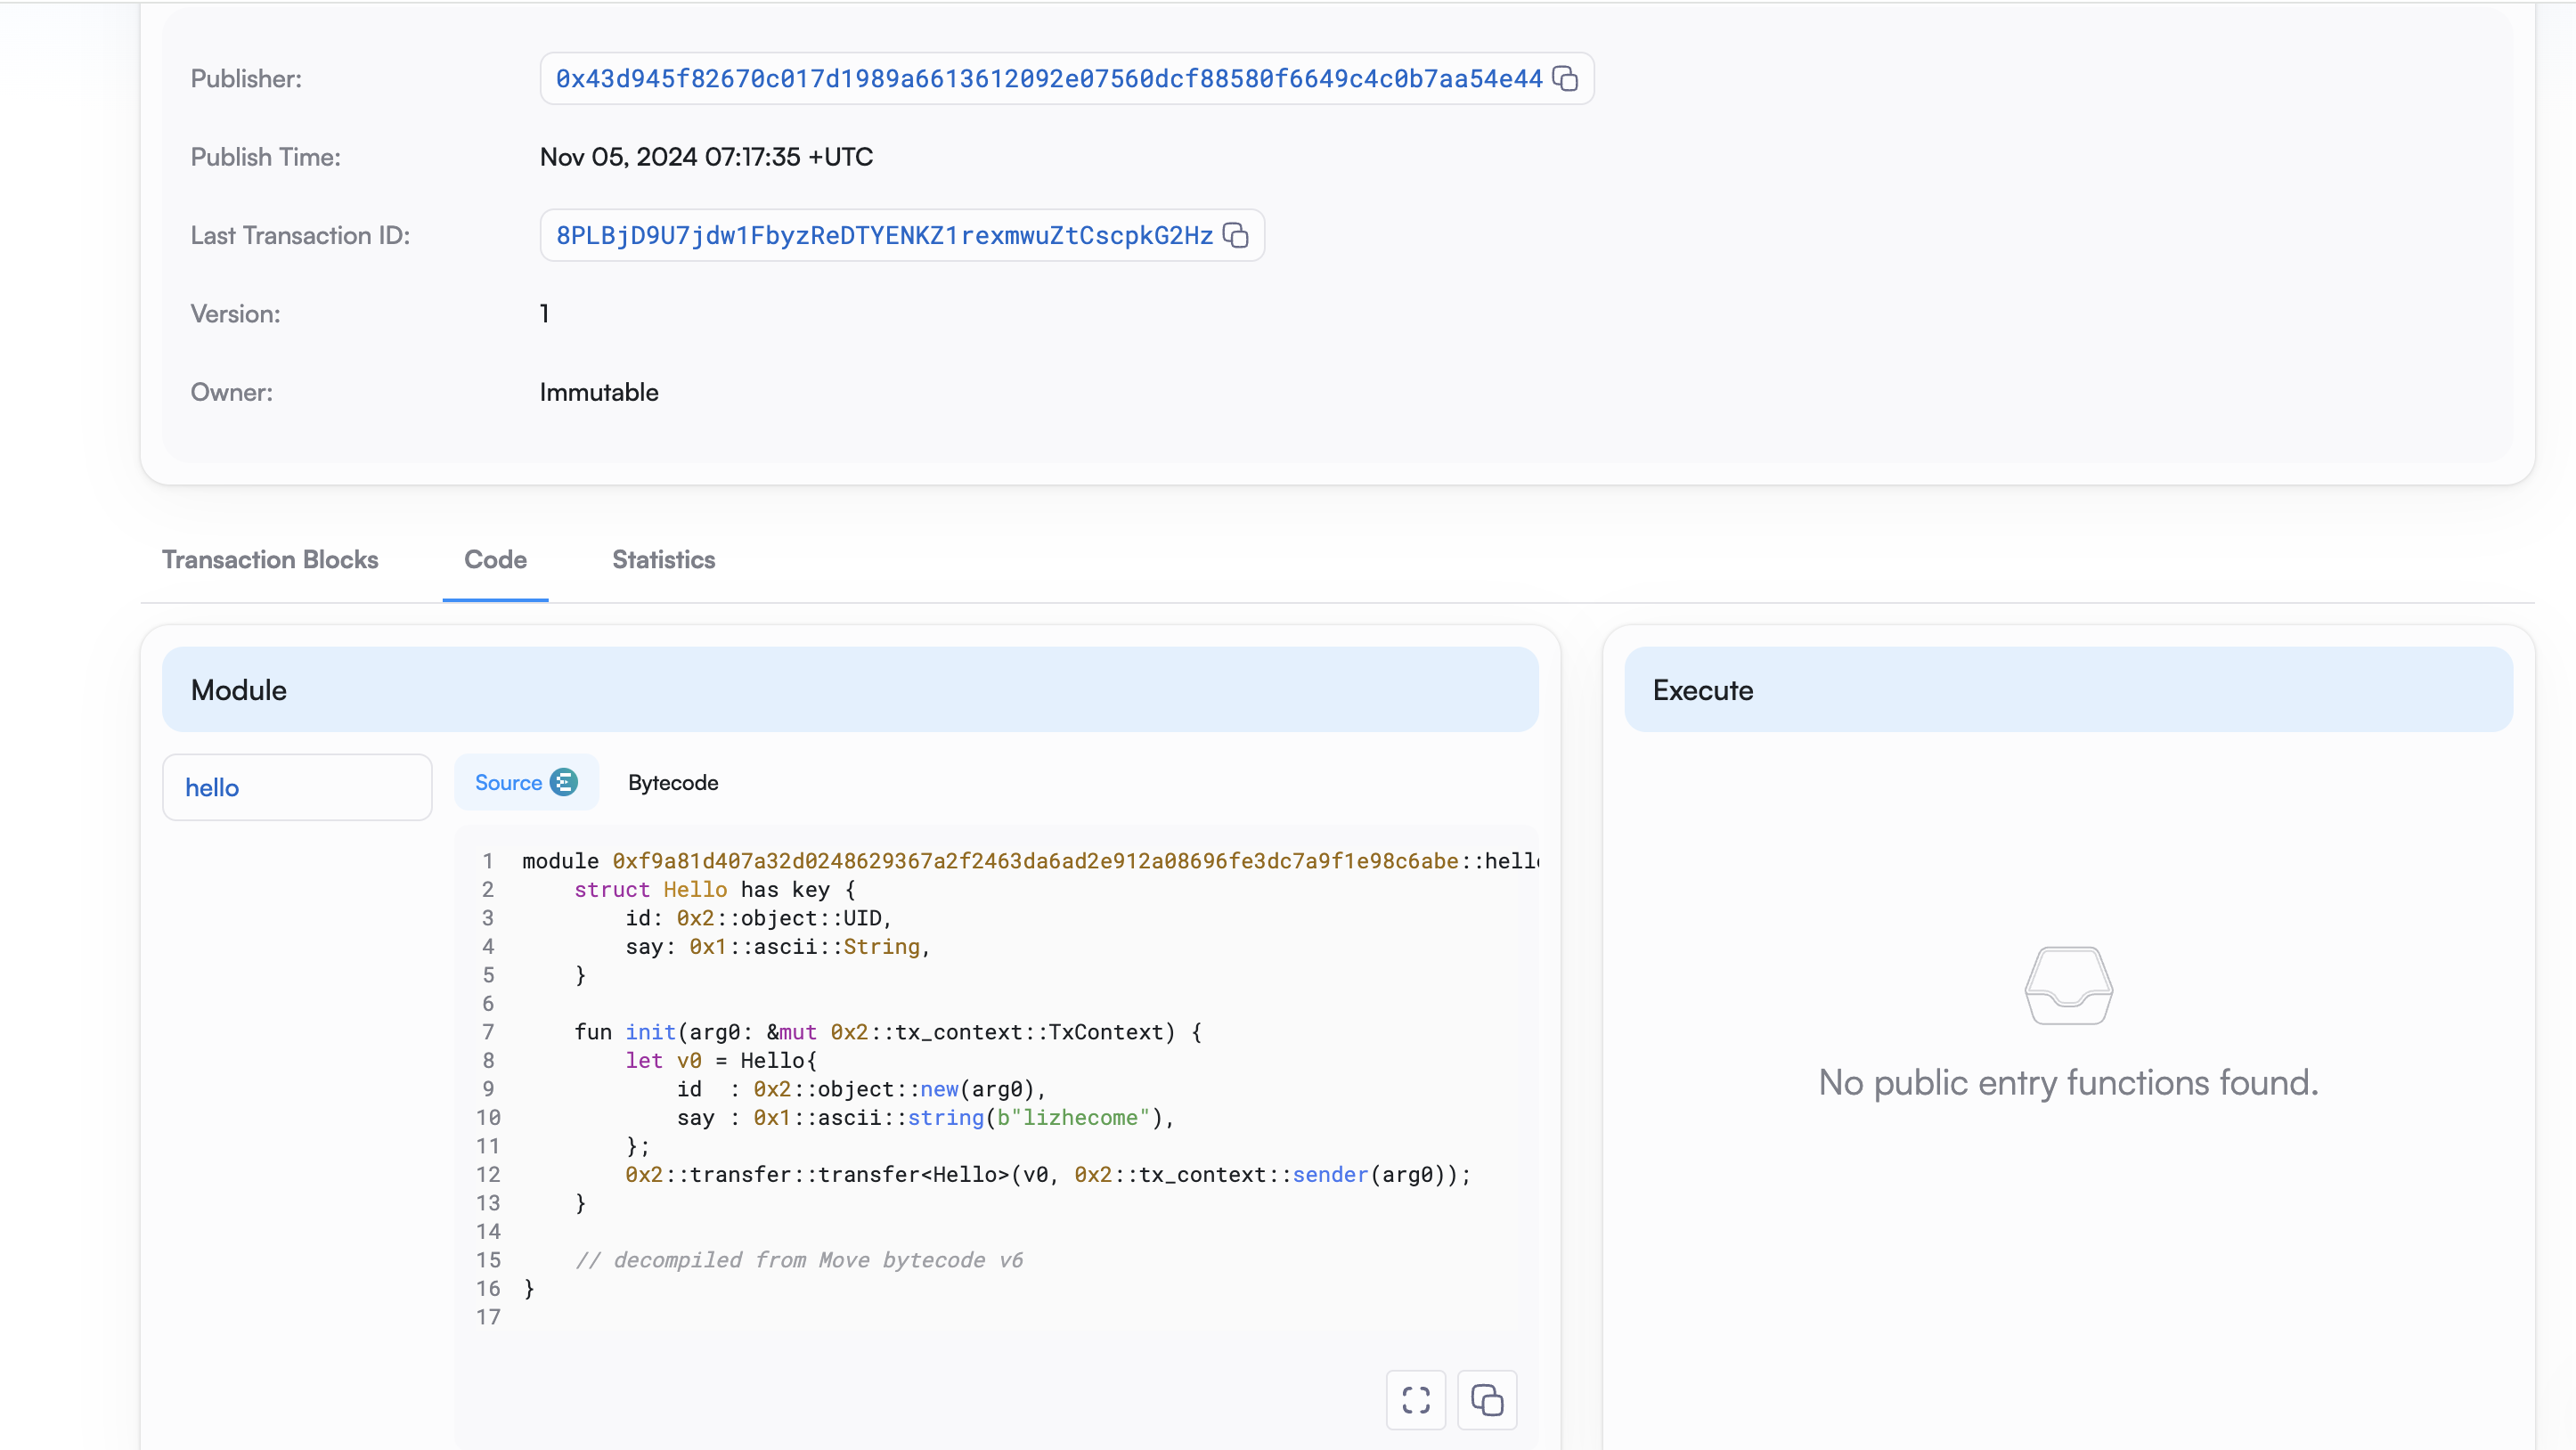 Publisher: 0x43d945f82670c017d1989a6613612092e07560dcf88580f6649c4c0b7aa54e44
Publish Time: Nov 05, 2024 07:17:35 +UTC
Last Transaction ID: 8PLBjD9U7jdw1FbyzReDTYENKZ1rexmwuZtCscpkG2Hz
Version: 1
Owner: Immutable
Transaction Blocks Code Statistics
Module
hello
Source Bytecode
1 module 0xf9a81d407a32d0248629367a2f2463da6ad2e912a08696fe3dc7a9f1e98c6abe::hell
2 struct Hello has key {
3 id: 0x2::object::UID,
4 say: 0x1::ascii::String,
5 }
6
7 fun init(arg0: &mut 0x2::tx_context::TxContext) {
8 let v0 = Hello{
9 id  : 0x2::object::new(arg0),
10 say : 0x1::ascii::string(b"lizhecome"),
11 };
12 0x2::transfer::transfer<Hello>(v0, 0x2::tx_context::sender(arg0));
13 }
14
15 // decompiled from Move bytecode v6
16 }
17
Execute
No public entry functions found.